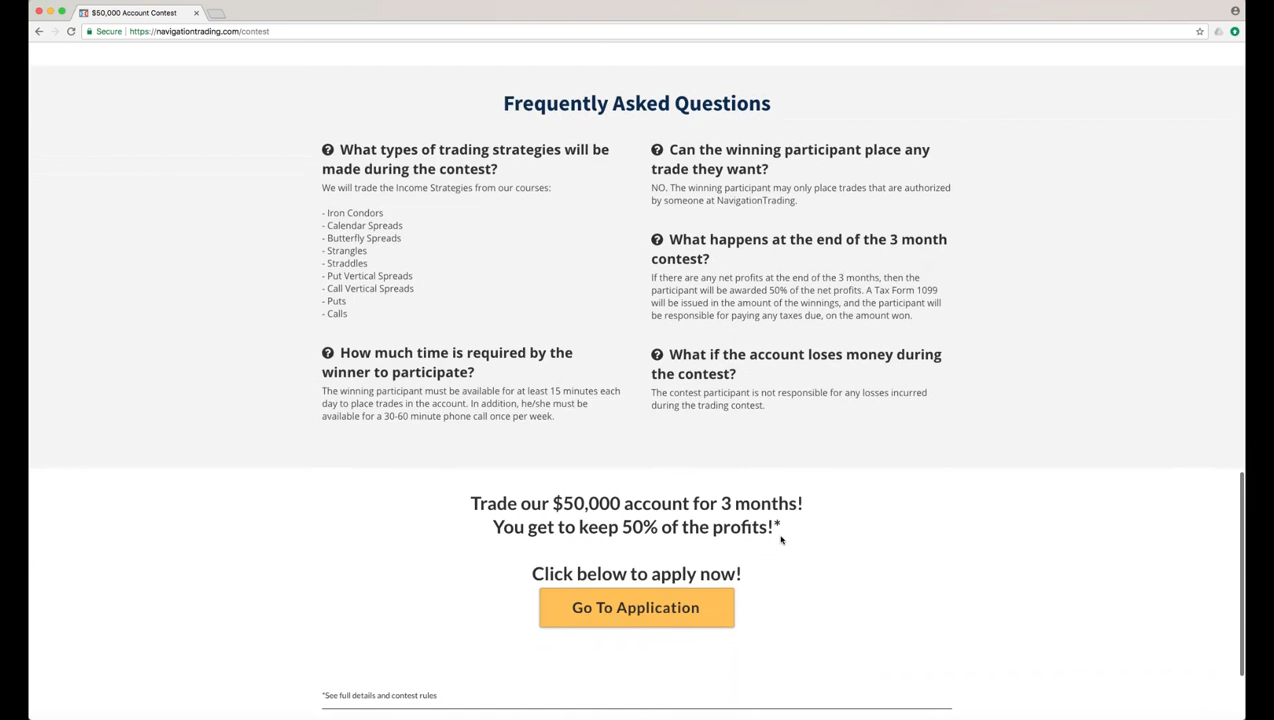 $50,000 Account Contest
Secure https://navigationtrading.com/contest
Frequently Asked Questions
What types of trading strategies will be
made during the contest?
We will trade the Income Strategies from our courses:
- Iron Condors
- Calendar Spreads
- Butterfly Spreads
- Strangles
- Straddles
- Put Vertical Spreads
- Call Vertical Spreads
- Puts
- Calls
How much time is required by the
winner to participate?
The winning participant must be available for at least 15 minutes each
day to place trades in the account. In addition, he/she must be
available for a 30-60 minute phone call once per week.
Can the winning participant place any
trade they want?
NO. The winning participant may only place trades that are authorized
by someone at NavigationTrading.
What happens at the end of the 3 month
contest?
If there are any net profits at the end of the 3 months, then the
participant will be awarded 50% of the net profits. A Tax Form 1099
will be issued in the amount of the winnings, and the participant will
be responsible for paying any taxes due, on the amount won.
What if the account loses money during
the contest?
The contest participant is not responsible for any losses incurred
during the trading contest.
Trade our $50,000 account for 3 months!
You get to keep 50% of the profits!*
Click below to apply now!
Go To Application
*See full details and contest rules